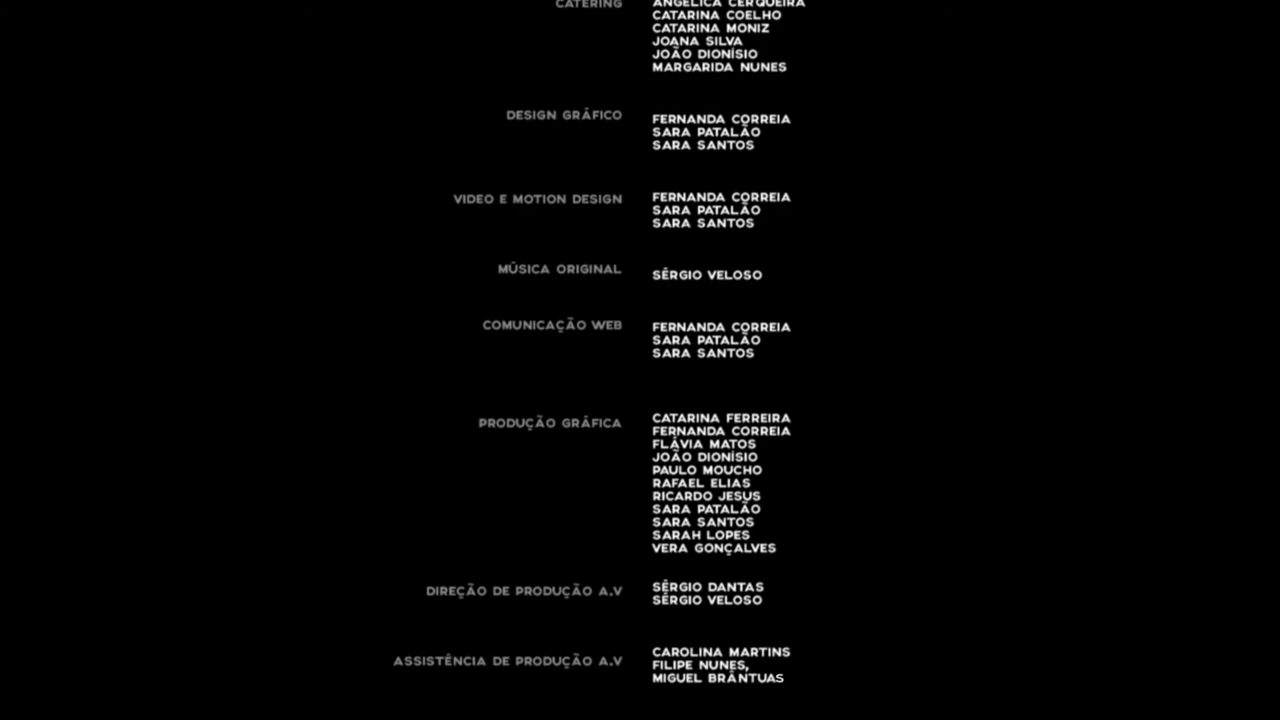 CATERING
ANGÉLICA CERQUEIRA
CATARINA COELHO
CATARINA MONIZ
JOANA SILVA
JOÃO DIONÍSIO
MARGARIDA NUNES
DESIGN GRÁFICO
FERNANDA CORREIA
SARA PATALÃO
SARA SANTOS
VIDEO E MOTION DESIGN
FERNANDA CORREIA
SARA PATALÃO
SARA SANTOS
MÚSICA ORIGINAL
SÉRGIO VELOSO
COMUNICAÇÃO WEB
FERNANDA CORREIA
SARA PATALÃO
SARA SANTOS
PRODUÇÃO GRÁFICA
CATARINA FERREIRA
FERNANDA CORREIA
FLÁVIA MATOS
JOÃO DIONÍSIO
PAULO MOUCHO
RAFAEL ELIAS
RICARDO JESUS
SARA PATALÃO
SARA SANTOS
SARAH LOPES
VERA GONÇALVES
DIREÇÃO DE PRODUÇÃO A.V
SÉRGIO DANTAS
SÉRGIO VELOSO
ASSISTÊNCIA DE PRODUÇÃO A.V
CAROLINA MARTINS
FILIPE NUNES,
MIGUEL BRÂNTUAS